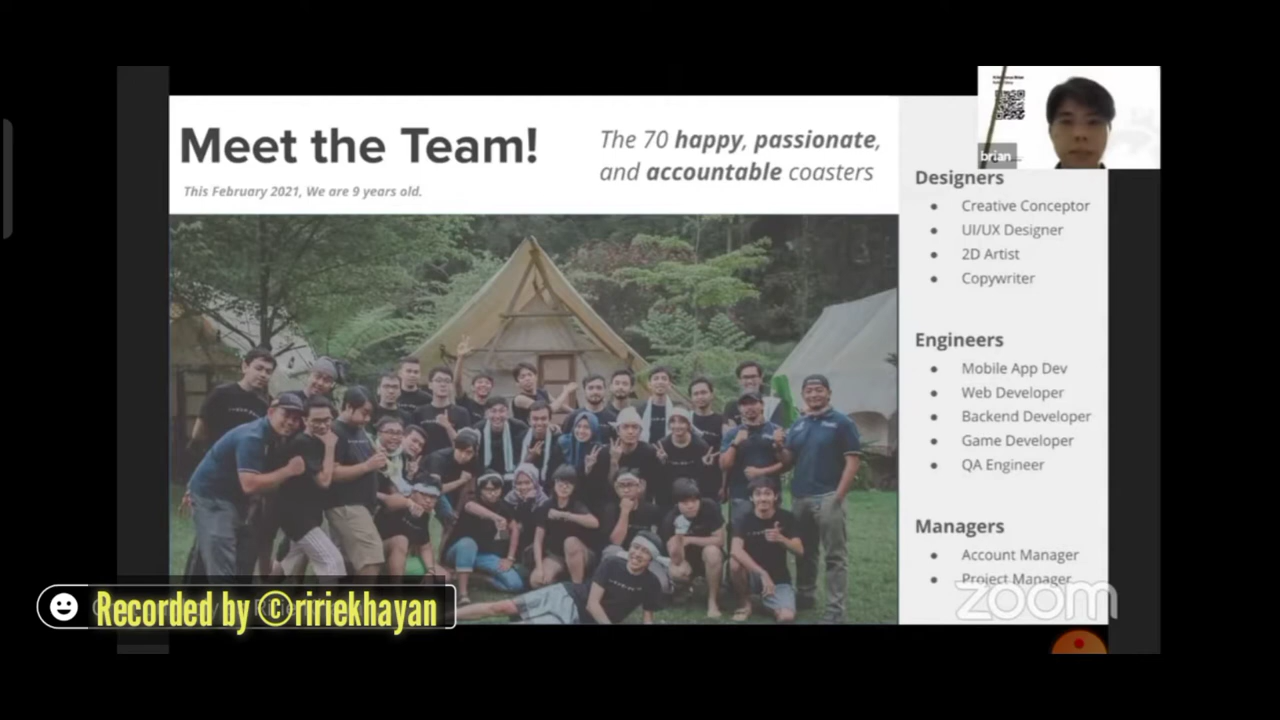 Meet the Team!
This February 2021, We are 9 years old.
The 70 happy, passionate,
and accountable coasters
brian ...
Designers
• Creative Conceptor
• UI/UX Designer
• 2D Artist
• Copywriter
Engineers
• Mobile App Dev
• Web Developer
• Backend Developer
• Game Developer
• QA Engineer
Managers
• Account Manager
• Project Manager
zoom
Recorded by ©ririekhayan